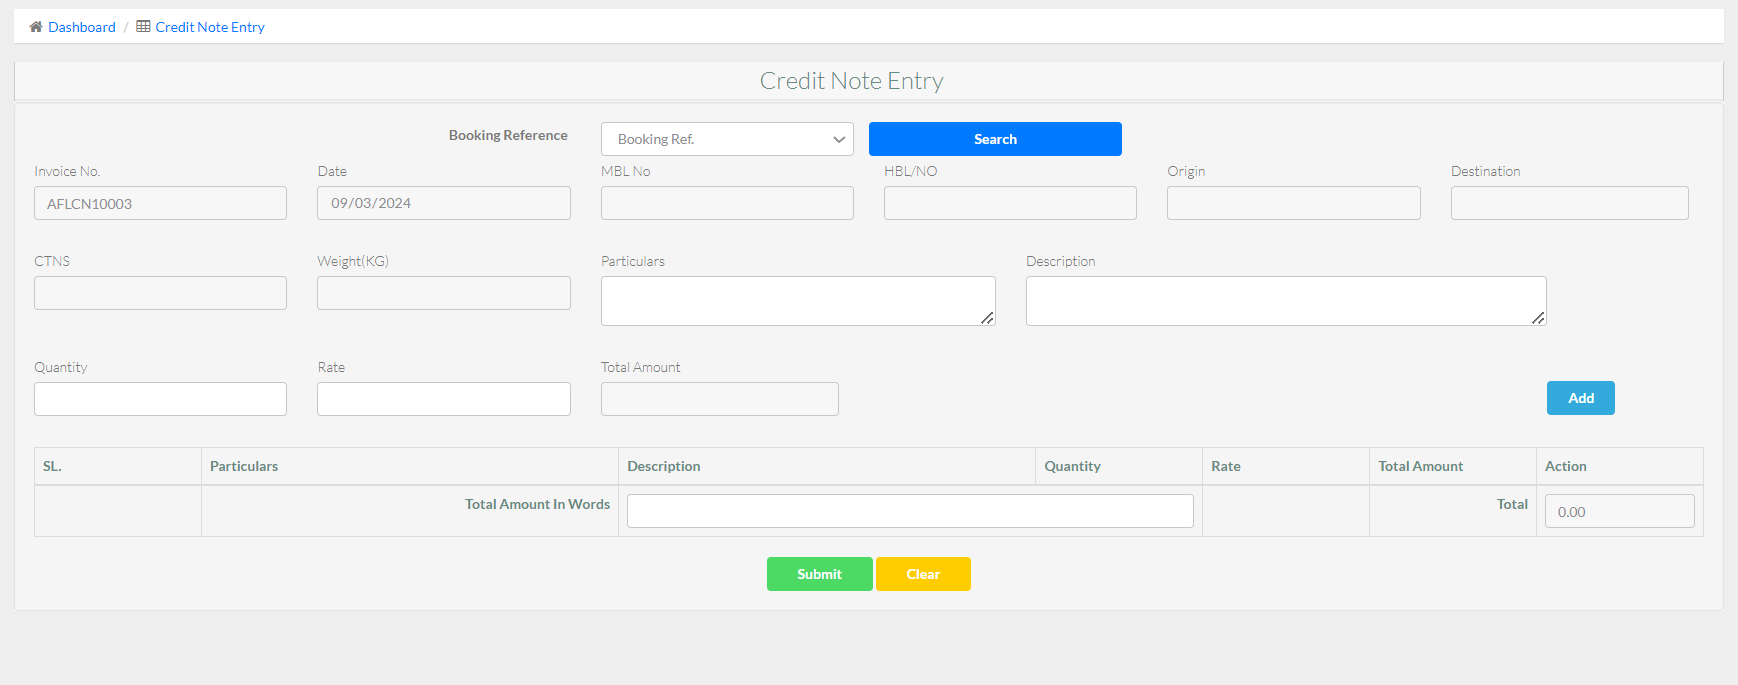 Dashboard / Credit Note Entry
Credit Note Entry
Booking Reference Booking Ref. Search
Invoice No. Date MBL No HBL/NO Origin Destination
AFLCN10003 09/03/2024
CTNS Weight(KG) Particulars Description
Quantity Rate Total Amount
Add
SL. Particulars Description Quantity Rate Total Amount Action
Total Amount In Words Total 0.00
Submit Clear